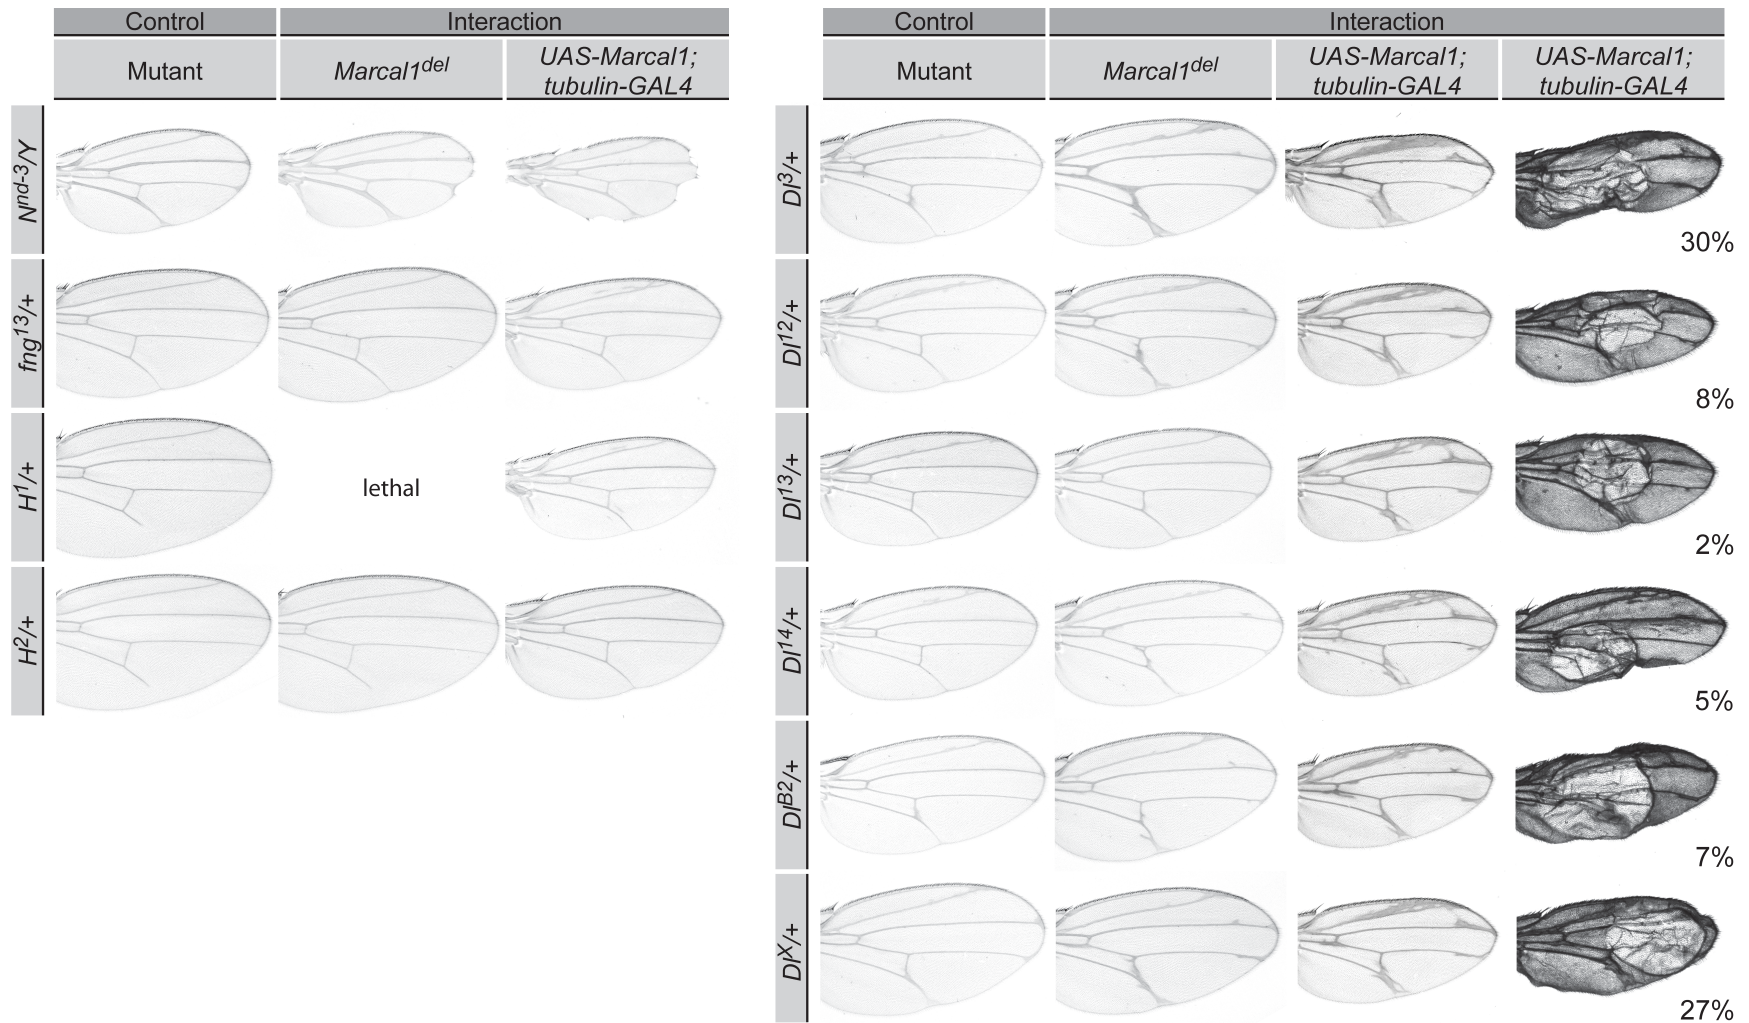 Control Interaction
Mutant Marcal1del UAS-Marcal1;
tubulin-GAL4
Nnd-3/Y
fng13/+
H1/+
lethal
H2/+
Control Interaction
Mutant Marcal1del UAS-Marcal1;
tubulin-GAL4 UAS-Marcal1;
tubulin-GAL4
Dl3/+
30%
Dl12/+
8%
Dl13/+
2%
Dl14/+
5%
DlB2/+
7%
DlX/+
27%